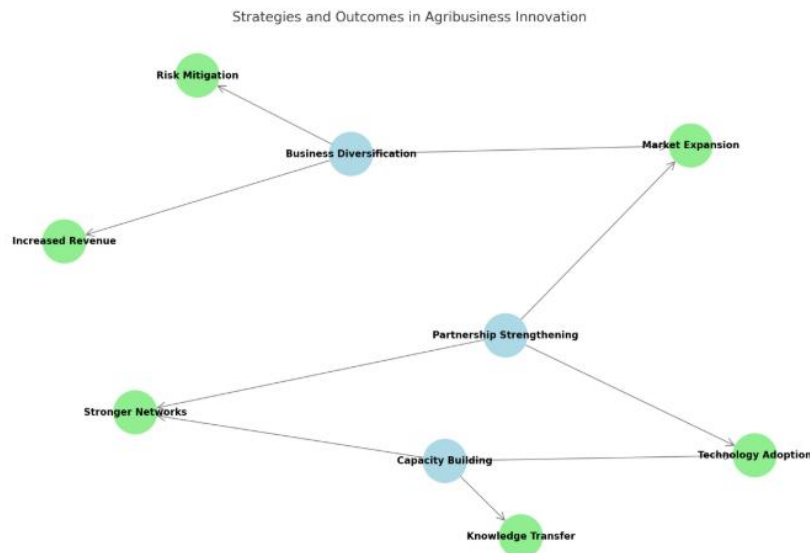 Strategies and Outcomes in Agribusiness Innovation
Risk Mitigation
Market Expansion
Business Diversification
Increased Revenue
Partnership Strengthening
Stronger Networks
Technology Adoption
Capacity Building
Knowledge Transfer